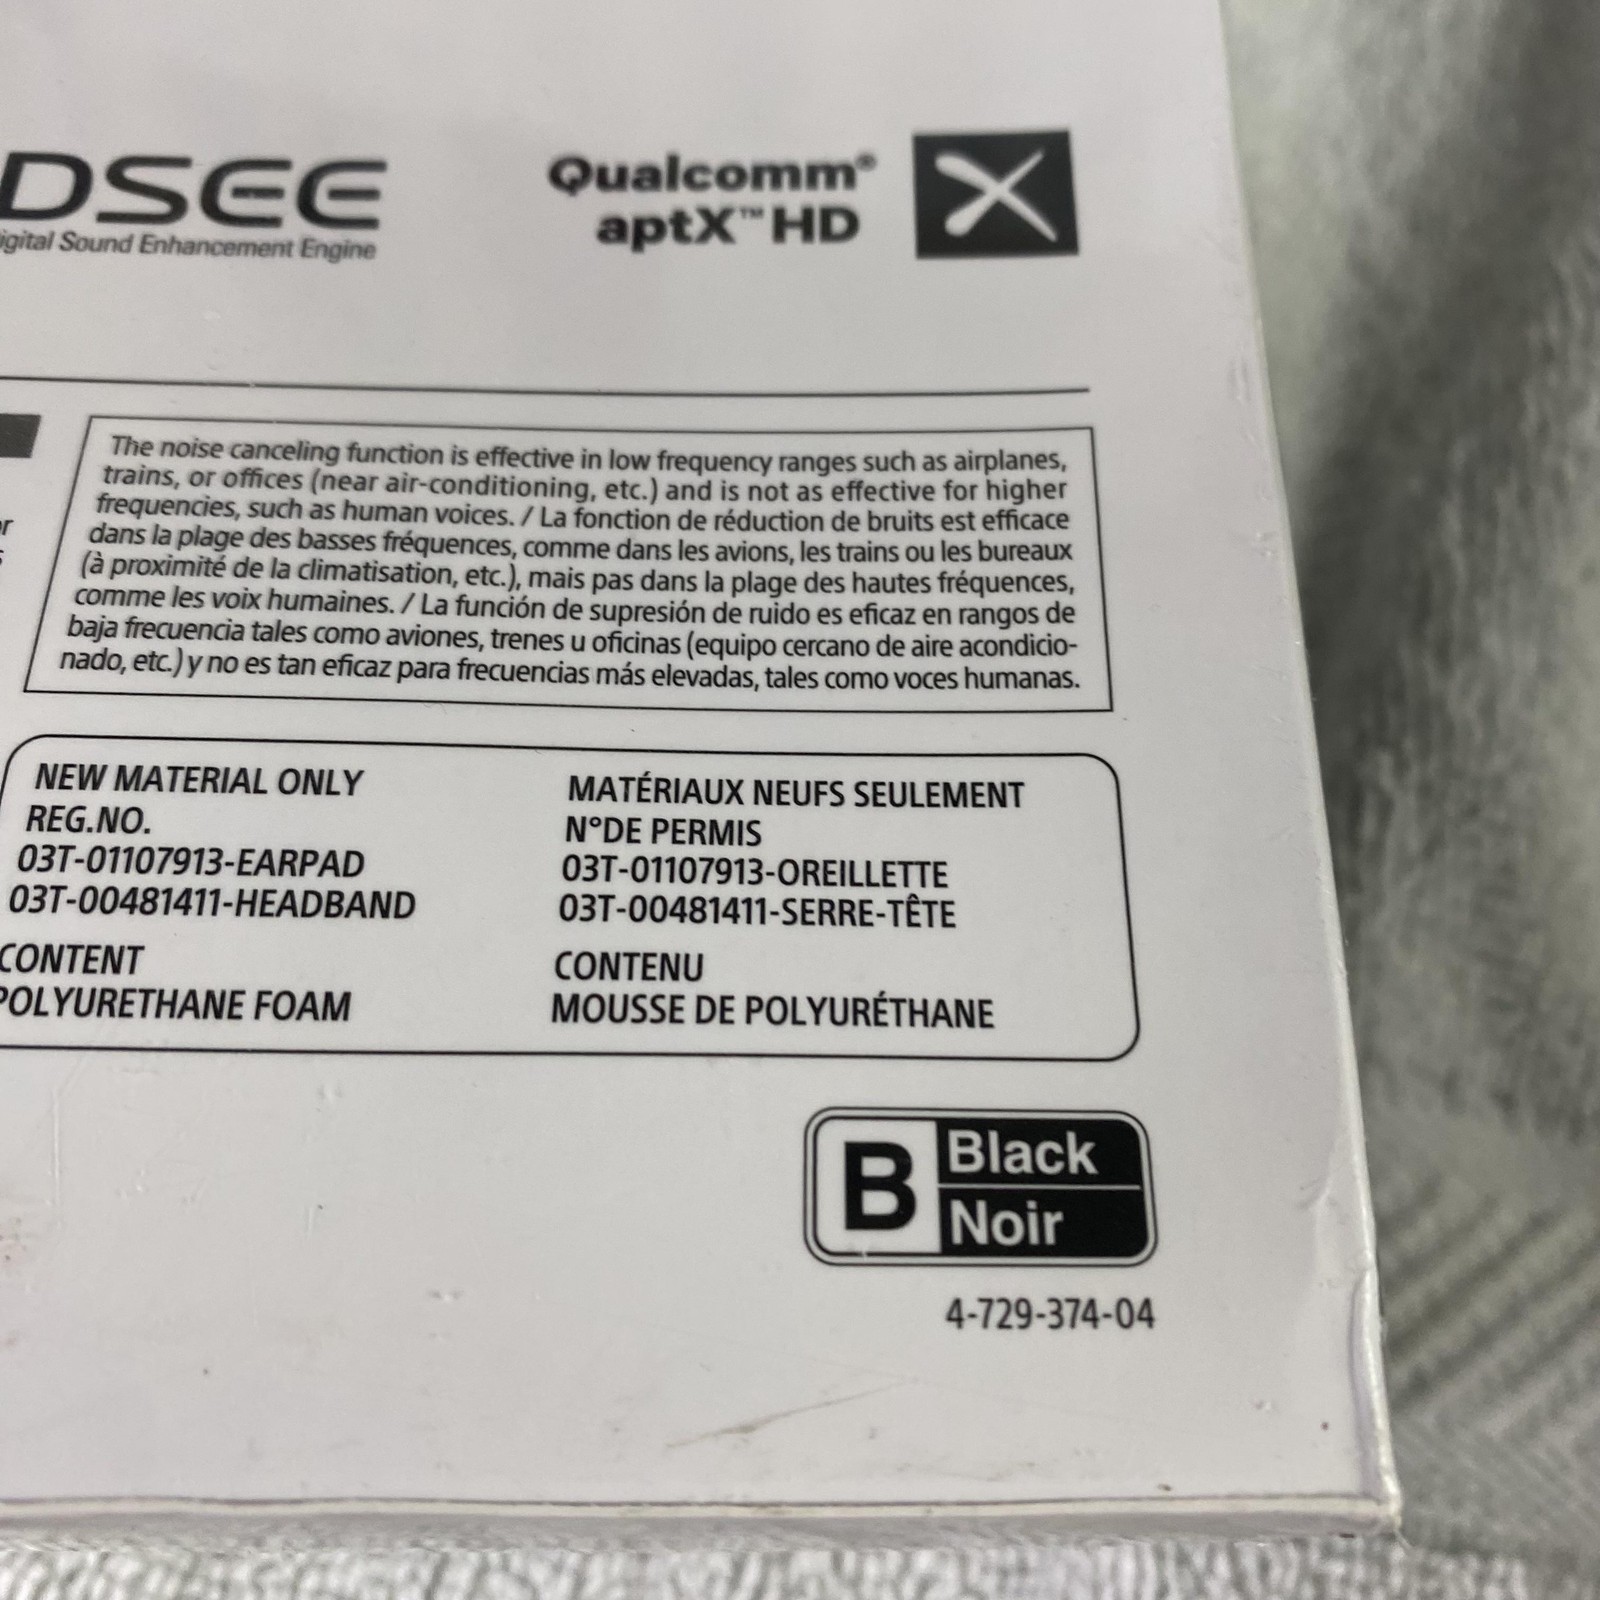 DSEE
Digital Sound Enhancement Engine
Qualcomm®
aptX™ HD
The noise canceling function is effective in low frequency ranges such as airplanes,
trains, or offices (near air-conditioning, etc.) and is not as effective for higher
frequencies, such as human voices. / La fonction de réduction de bruits est efficace
dans la plage des basses fréquences, comme dans les avions, les trains ou les bureaux
(à proximité de la climatisation, etc.), mais pas dans la plage des hautes fréquences,
comme les voix humaines. / La función de supresión de ruido es eficaz en rangos de
baja frecuencia tales como aviones, trenes u oficinas (equipo cercano de aire acondicio-
nado, etc.) y no es tan eficaz para frecuencias más elevadas, tales como voces humanas.
NEW MATERIAL ONLY
REG.NO.
03T-01107913-EARPAD
03T-00481411-HEADBAND
CONTENT
POLYURETHANE FOAM
MATÉRIAUX NEUFS SEULEMENT
N°DE PERMIS
03T-01107913-OREILLETTE
03T-00481411-SERRE-TÊTE
CONTENU
MOUSSE DE POLYURÉTHANE
B
Black
Noir
4-729-374-04